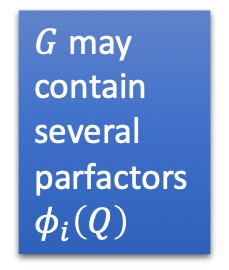 G may
contain
several
parfactors
ϕᵢ(Q)